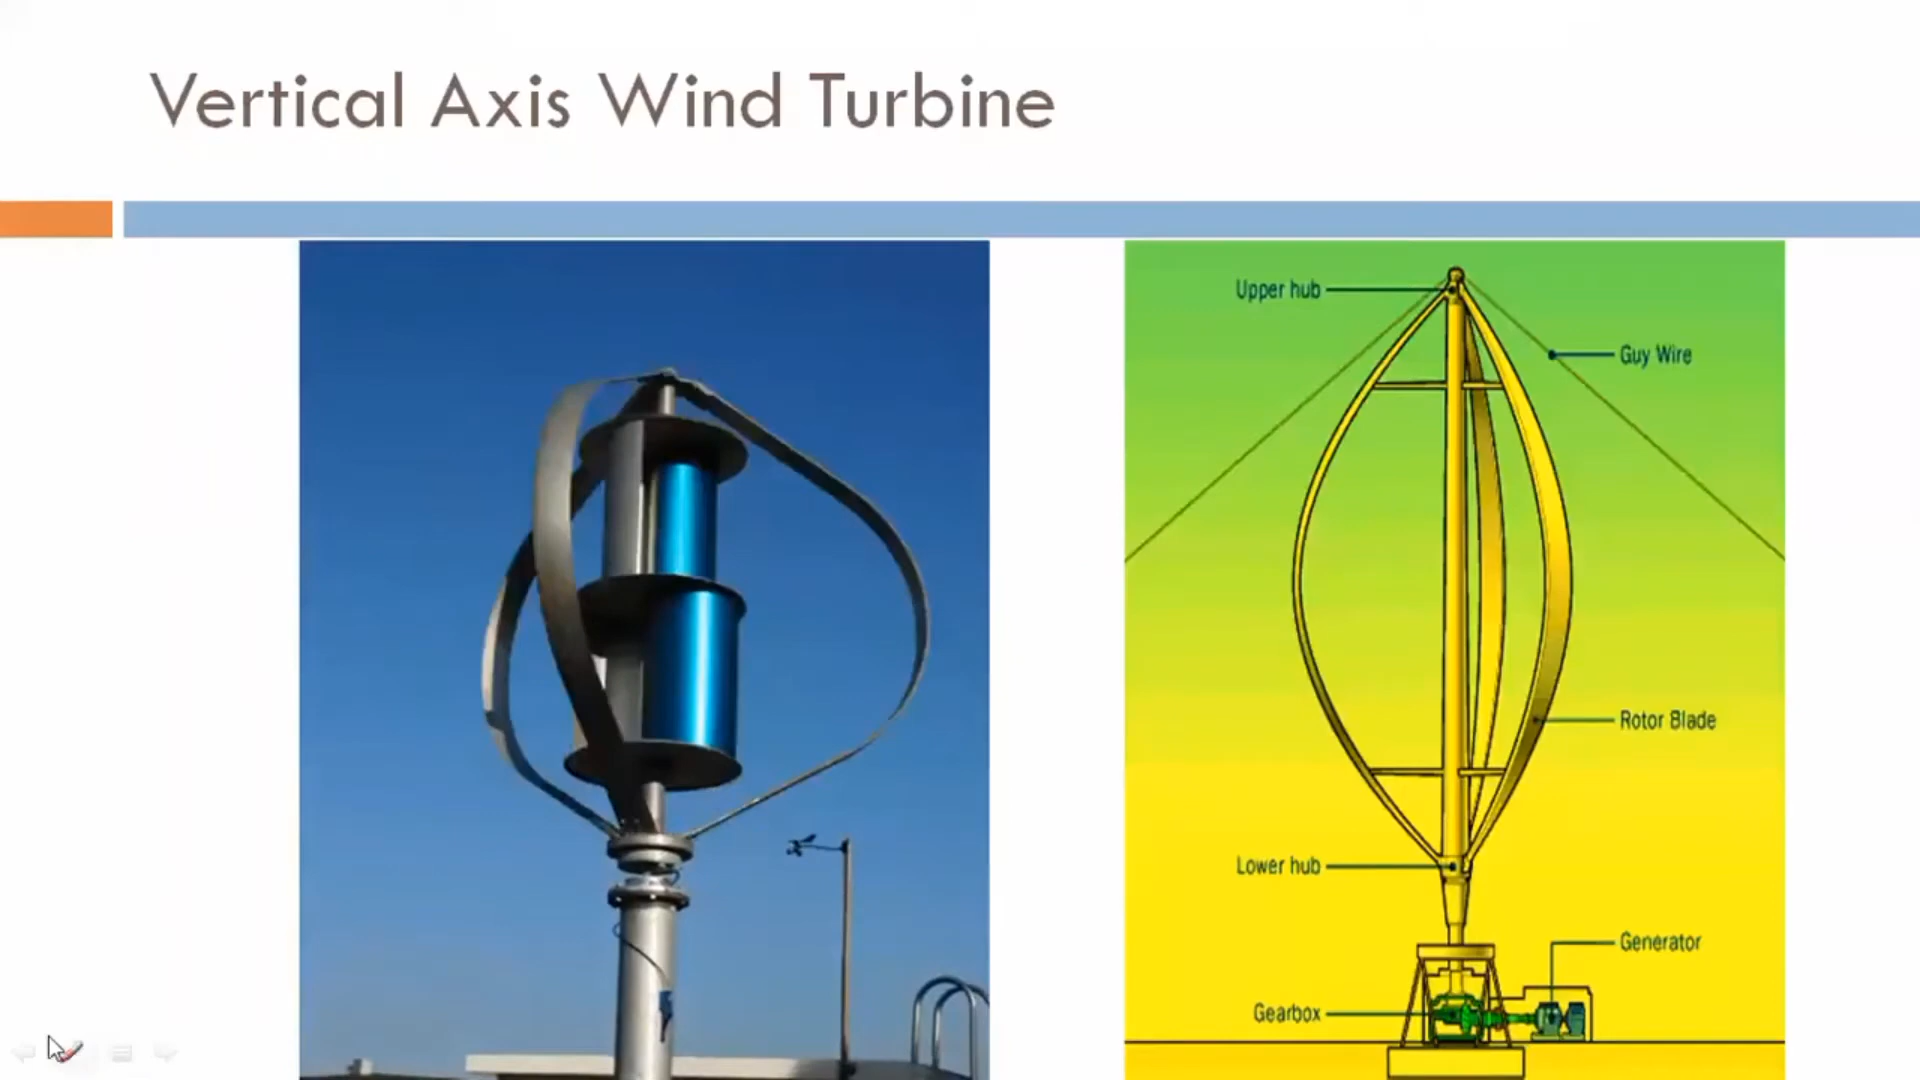 Vertical Axis Wind Turbine
Upper hub
Guy Wire
Rotor Blade
Lower hub
Generator
Gearbox